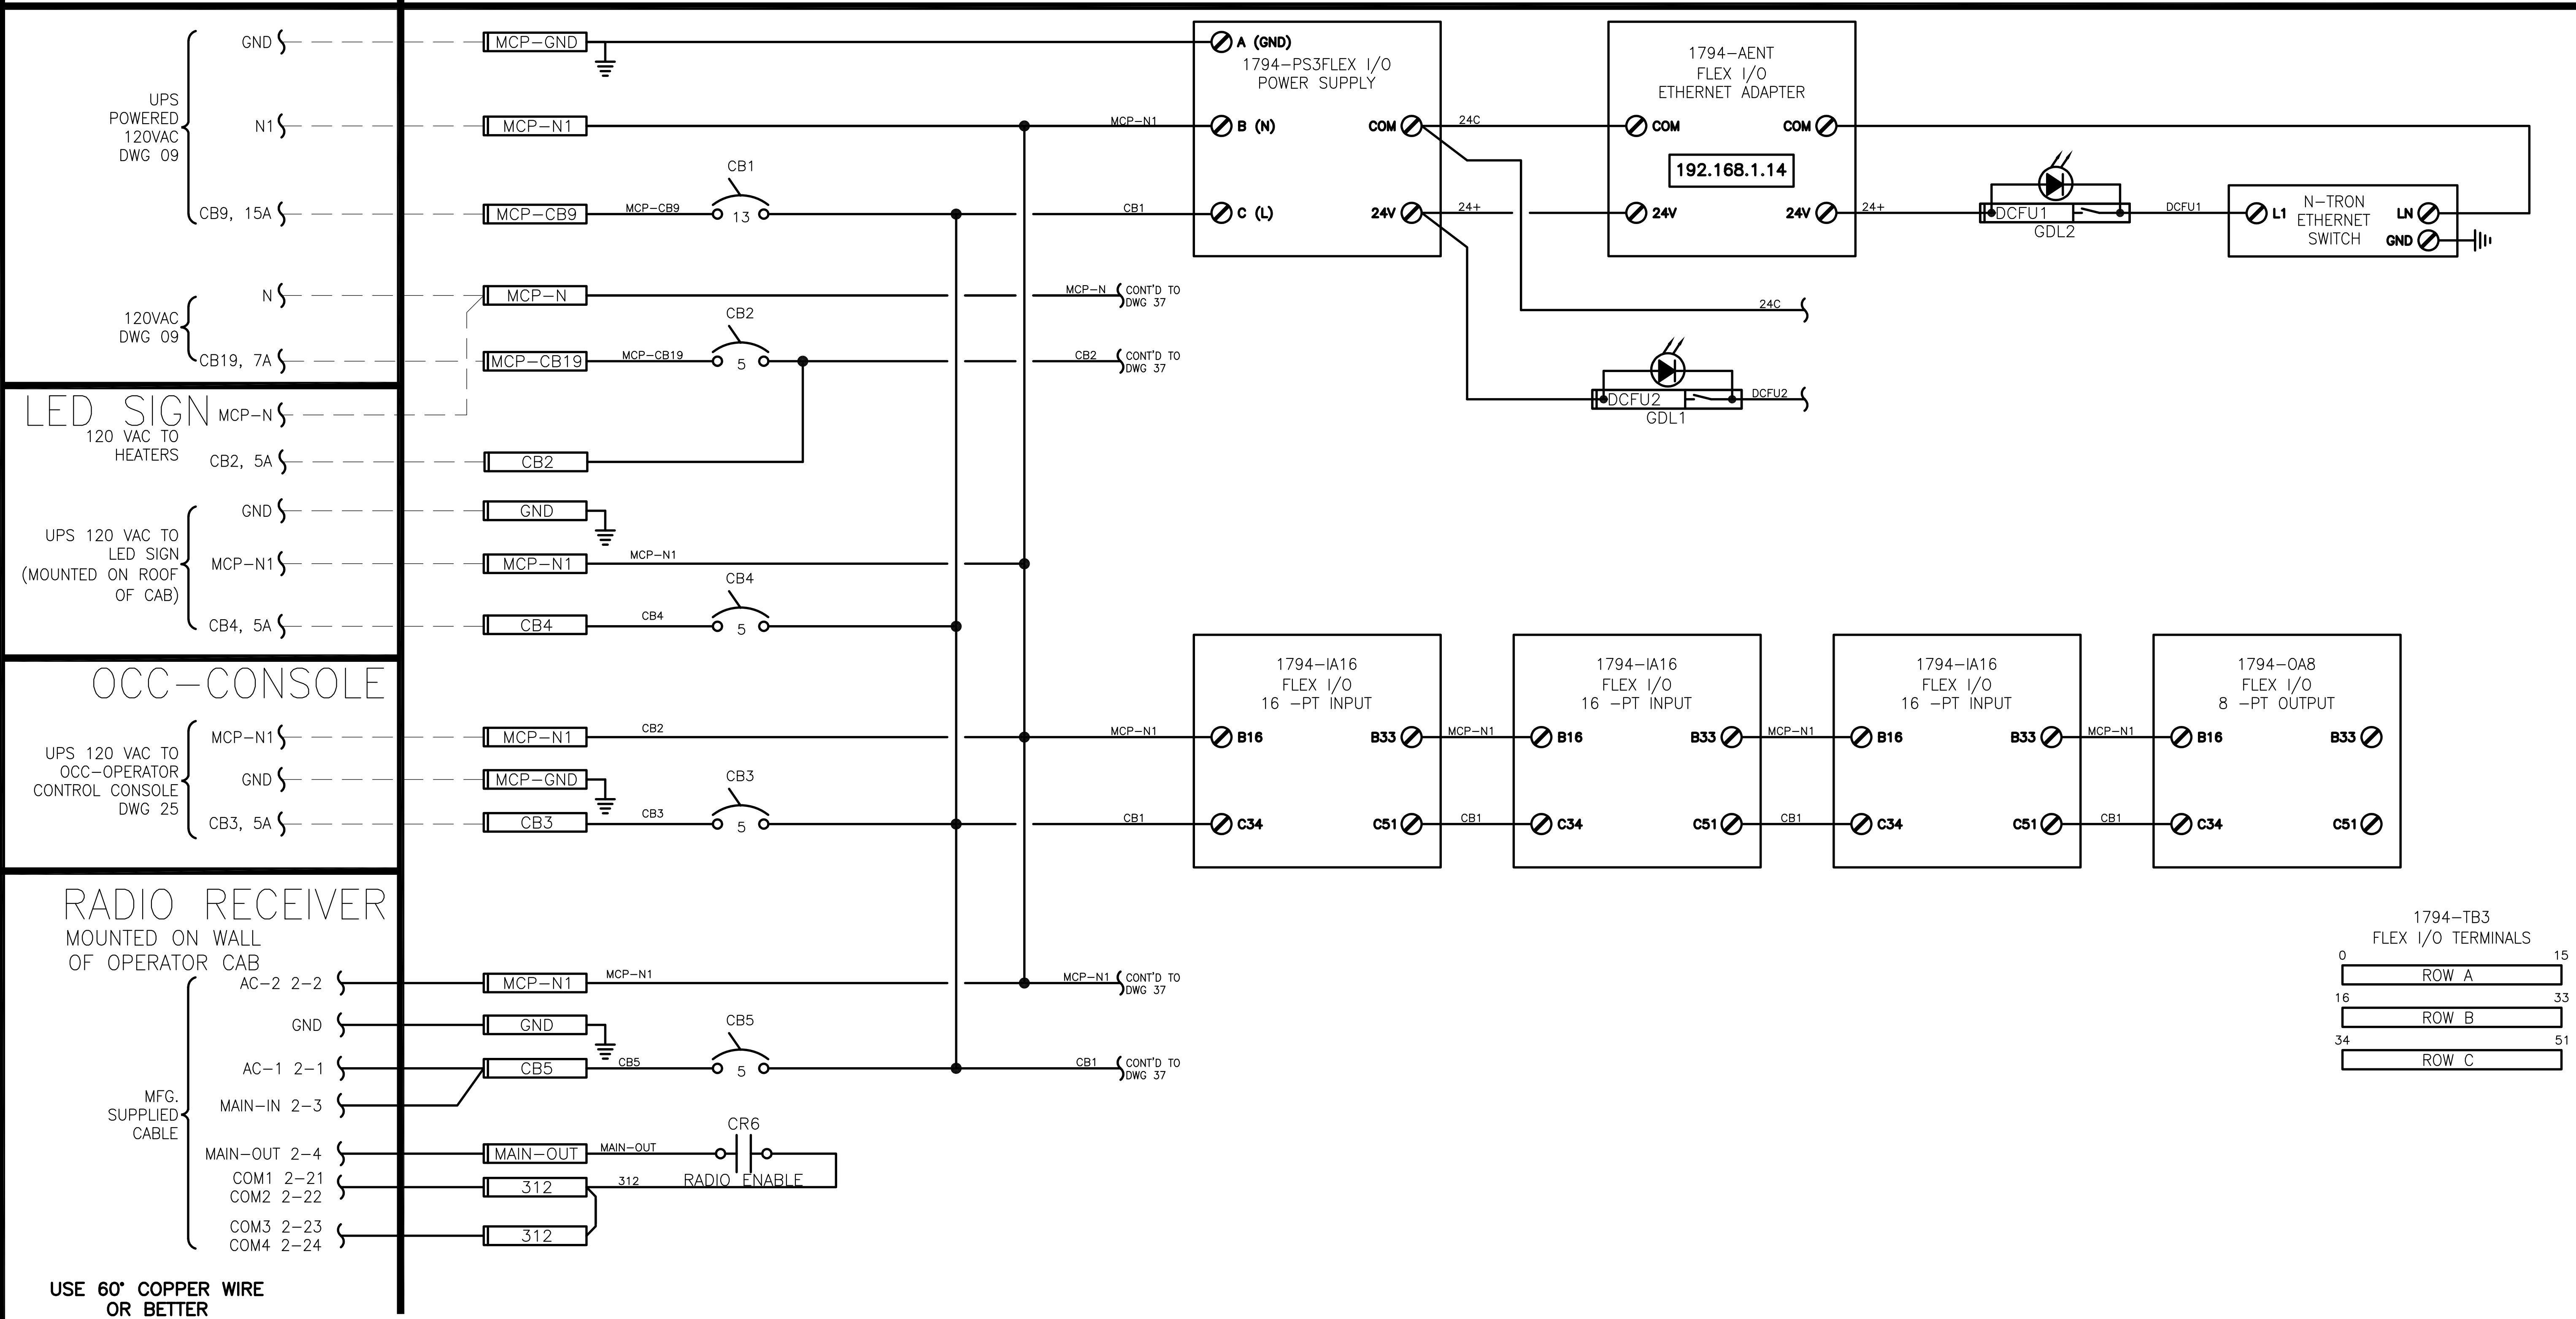 UPS
POWERED
120VAC
DWG 09
GND
N1
CB9, 15A
120VAC
DWG 09
N
CB19, 7A
LED SIGN
120 VAC TO
HEATERS
MCP-N
CB2, 5A
UPS 120 VAC TO
LED SIGN
(MOUNTED ON ROOF
OF CAB)
GND
MCP-N1
CB4, 5A
OCC-CONSOLE
UPS 120 VAC TO
OCC-OPERATOR
CONTROL CONSOLE
DWG 25
MCP-N1
GND
CB3, 5A
RADIO RECEIVER
MOUNTED ON WALL
OF OPERATOR CAB
MFG.
SUPPLIED
CABLE
AC-2 2-2
GND
AC-1 2-1
MAIN-IN 2-3
MAIN-OUT 2-4
COM1 2-21
COM2 2-22
COM3 2-23
COM4 2-24
USE 60° COPPER WIRE
OR BETTER
MCP-GND
MCP-N1
MCP-N1
MCP-CB9
MCP-CB9
CB1
13
CB1
MCP-N
MCP-N
CONT'D TO
DWG 37
MCP-CB19
MCP-CB19
CB2
5
CB2
CONT'D TO
DWG 37
CB2
GND
MCP-N1
MCP-N1
CB4
CB4
CB4
5
MCP-N1
CB2
MCP-N1
MCP-GND
CB3
CB3
CB3
5
CB1
MCP-N1
MCP-N1
MCP-N1
CONT'D TO
DWG 37
GND
CB5
CB5
CB5
5
CB1
CONT'D TO
DWG 37
MAIN-OUT
MAIN-OUT
CR6
RADIO ENABLE
312
312
312
A (GND)
1794-PS3FLEX I/O
POWER SUPPLY
B (N)
COM
C (L)
24V
24C
24+
24C
1794-AENT
FLEX I/O
ETHERNET ADAPTER
COM
COM
192.168.1.14
24V
24V
24+
DCFU1
GDL2
DCFU1
L1
N-TRON
ETHERNET
SWITCH
LN
GND
DCFU2
GDL1
DCFU2
1794-IA16
FLEX I/O
16 -PT INPUT
B16
B33
C34
C51
MCP-N1
CB1
1794-IA16
FLEX I/O
16 -PT INPUT
B16
B33
C34
C51
MCP-N1
CB1
1794-IA16
FLEX I/O
16 -PT INPUT
B16
B33
C34
C51
MCP-N1
CB1
1794-OA8
FLEX I/O
8 -PT OUTPUT
B16
B33
C34
C51
1794-TB3
FLEX I/O TERMINALS
0 15
ROW A
16 33
ROW B
34 51
ROW C